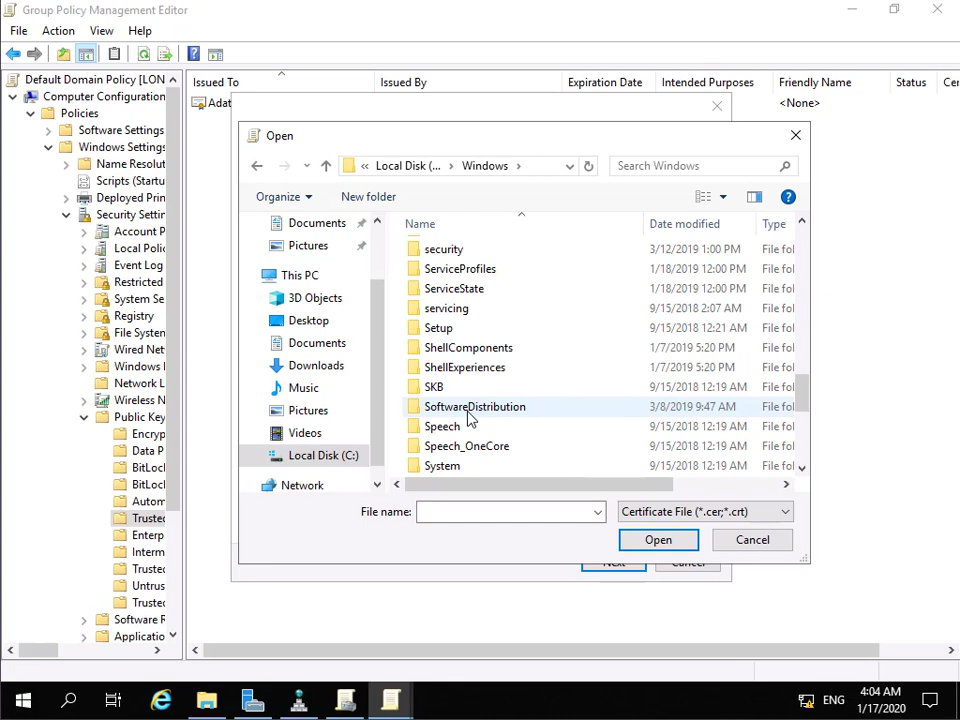 Group Policy Management Editor
File Action View Help
Default Domain Policy [LON
Computer Configuration
Policies
Software Settings
Windows Settings
Name Resolut
Scripts (Startu
Deployed Prin
Security Settin
Account P
Local Polic
Event Log
Restricted
System Se
Registry
File System
Wired Net
Windows
Network L
Wireless N
Public Key
Encryp
Data P
BitLoc
BitLoc
Autom
Trusted
Enterp
Interm
Trusted
Untrus
Trusted
Software R
Applicatio
Issued To Issued By Expiration Date Intended Purposes Friendly Name Status Cer
Adat <None>
Open
« Local Disk (... › Windows ›
Search Windows
Organize New folder
Documents
Pictures
This PC
3D Objects
Desktop
Documents
Downloads
Music
Pictures
Videos
Local Disk (C:)
Network
Name Date modified Type
security 3/12/2019 1:00 PM File fol
ServiceProfiles 1/18/2019 12:00 PM File fol
ServiceState 1/18/2019 12:00 PM File fol
servicing 9/15/2018 2:07 AM File fol
Setup 9/15/2018 12:21 AM File fol
ShellComponents 1/7/2019 5:20 PM File fol
ShellExperiences 1/7/2019 5:20 PM File fol
SKB 9/15/2018 12:19 AM File fol
SoftwareDistribution 3/8/2019 9:47 AM File fol
Speech 9/15/2018 12:19 AM File fol
Speech_OneCore 9/15/2018 12:19 AM File fol
System 9/15/2018 12:19 AM File fol
File name: Certificate File (*.cer;*.crt)
Open Cancel
Next Cancel
ENG
4:04 AM
1/17/2020